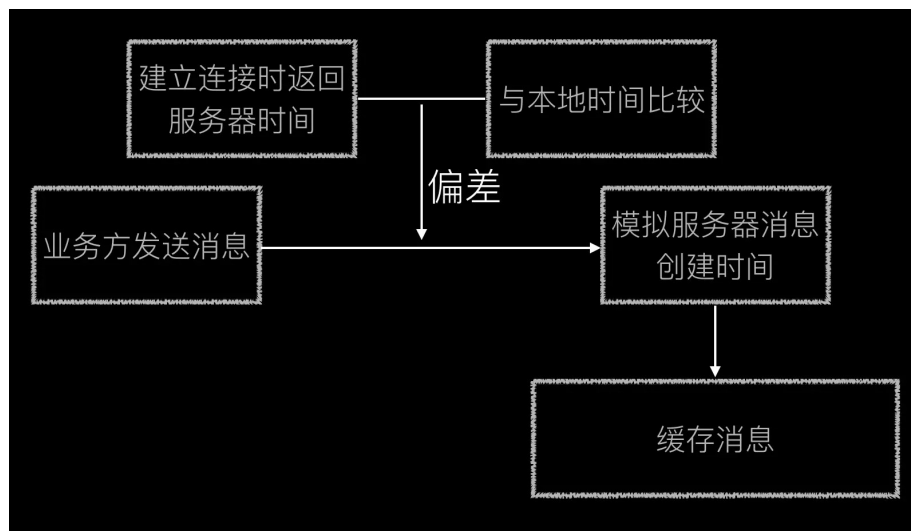 建立连接时返回
服务器时间
与本地时间比较
偏差
业务方发送消息
模拟服务器消息
创建时间
缓存消息